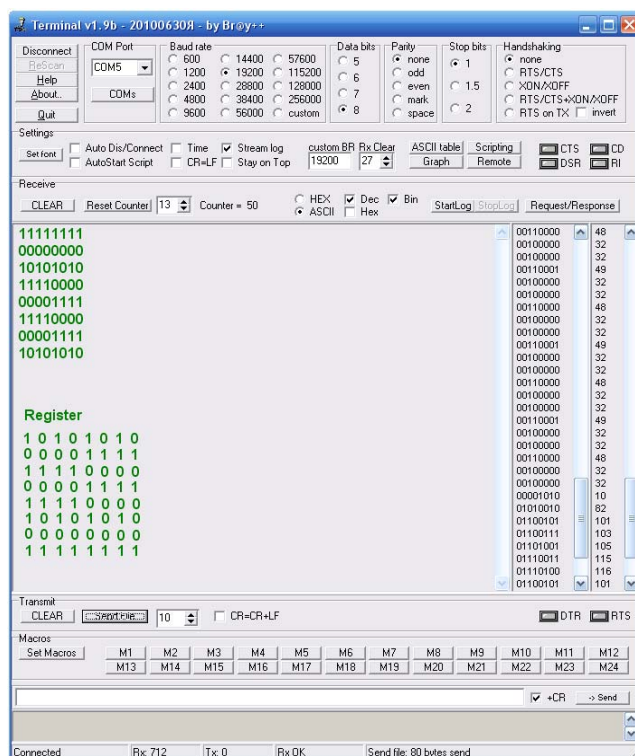 Terminal v1.9b - 20100630Я - by Br@y++
Disconnect
ReScan
Help
About..
Quit
COM Port
COM5
COMs
Baud rate
600 14400 57600
1200 19200 115200
2400 28800 128000
4800 38400 256000
9600 56000 custom
Data bits
5
6
7
8
Parity
none
odd
even
mark
space
Stop bits
1
1.5
2
Handshaking
none
RTS/CTS
XON/XOFF
RTS/CTS+XON/XOFF
RTS on TX invert
Settings
Set font
Auto Dis/Connect Time Stream log
AutoStart Script CR=LF Stay on Top
custom BR Rx Clear
19200 27
ASCII table Scripting
Graph Remote
CTS CD
DSR RI
Receive
CLEAR Reset Counter 13 Counter = 50
HEX Dec Bin
ASCII Hex
StartLog StopLog Request/Response
11111111
00000000
10101010
11110000
00001111
11110000
00001111
10101010
Register
1 0 1 0 1 0 1 0
0 0 0 0 1 1 1 1
1 1 1 1 0 0 0 0
0 0 0 0 1 1 1 1
1 1 1 1 0 0 0 0
1 0 1 0 1 0 1 0
0 0 0 0 0 0 0 0
1 1 1 1 1 1 1 1
00110000 48
00100000 32
00100000 32
00110001 49
00100000 32
00100000 32
00110000 48
00100000 32
00100000 32
00110001 49
00100000 32
00100000 32
00110000 48
00100000 32
00100000 32
00110001 49
00100000 32
00100000 32
00110000 48
00100000 32
00100000 32
00001010 10
01010010 82
01100101 101
01100111 103
01101001 105
01110011 115
01110100 116
01100101 101
Transmit
CLEAR Send File 10 CR=CR+LF
DTR RTS
Macros
Set Macros
M1 M2 M3 M4 M5 M6 M7 M8 M9 M10 M11 M12
M13 M14 M15 M16 M17 M18 M19 M20 M21 M22 M23 M24
+CR -> Send
Connected Rx: 712 Tx: 0 Rx OK Send file: 80 bytes send